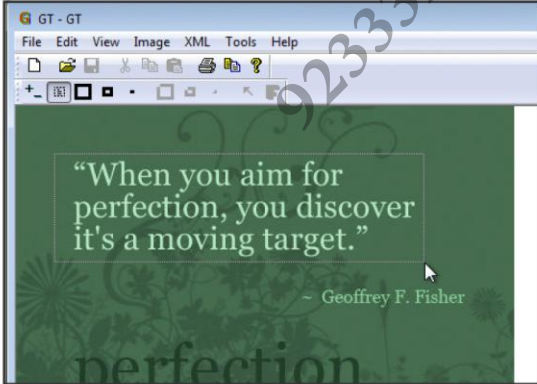 GT - GT
File Edit View Image XML Tools Help
“When you aim for
perfection, you discover
it's a moving target.”
~ Geoffrey F. Fisher
perfection